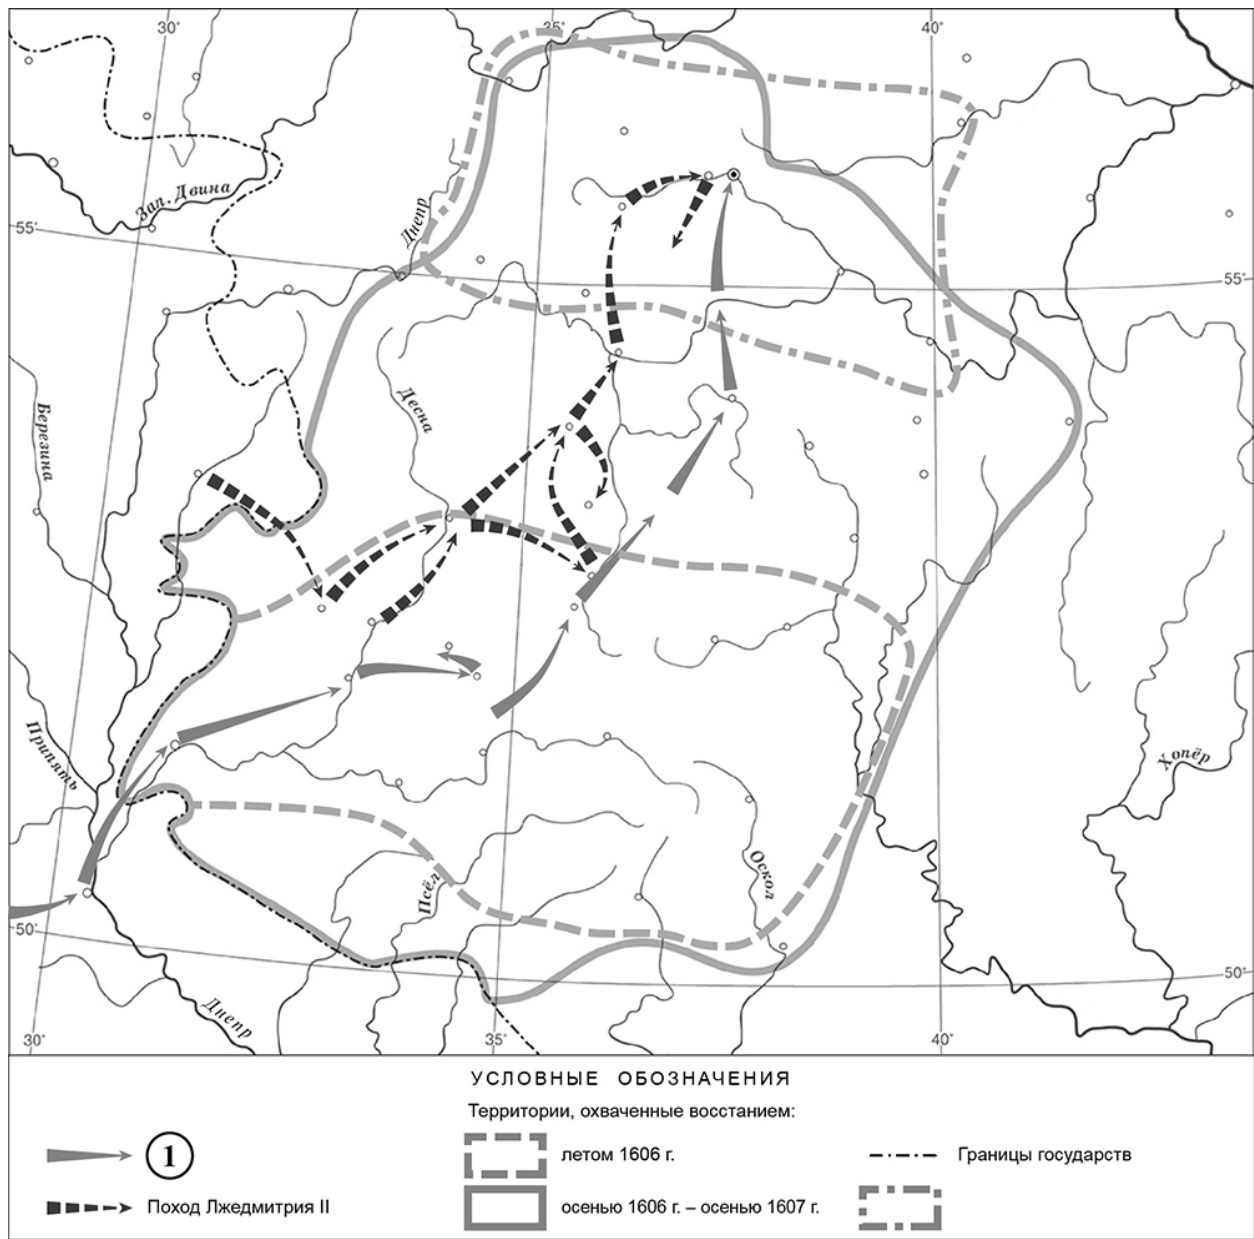 30° 35° 40°
Зап. Двина
Днепр
55° 55°
Березина
Десна
Припять
Хопёр
Псёл
Оскол
50° 50°
Днепр
30° 35° 40°
УСЛОВНЫЕ ОБОЗНАЧЕНИЯ
Территории, охваченные восстанием:
1 летом 1606 г. Границы государств
Поход Лжедмитрия II осенью 1606 г. – осенью 1607 г.